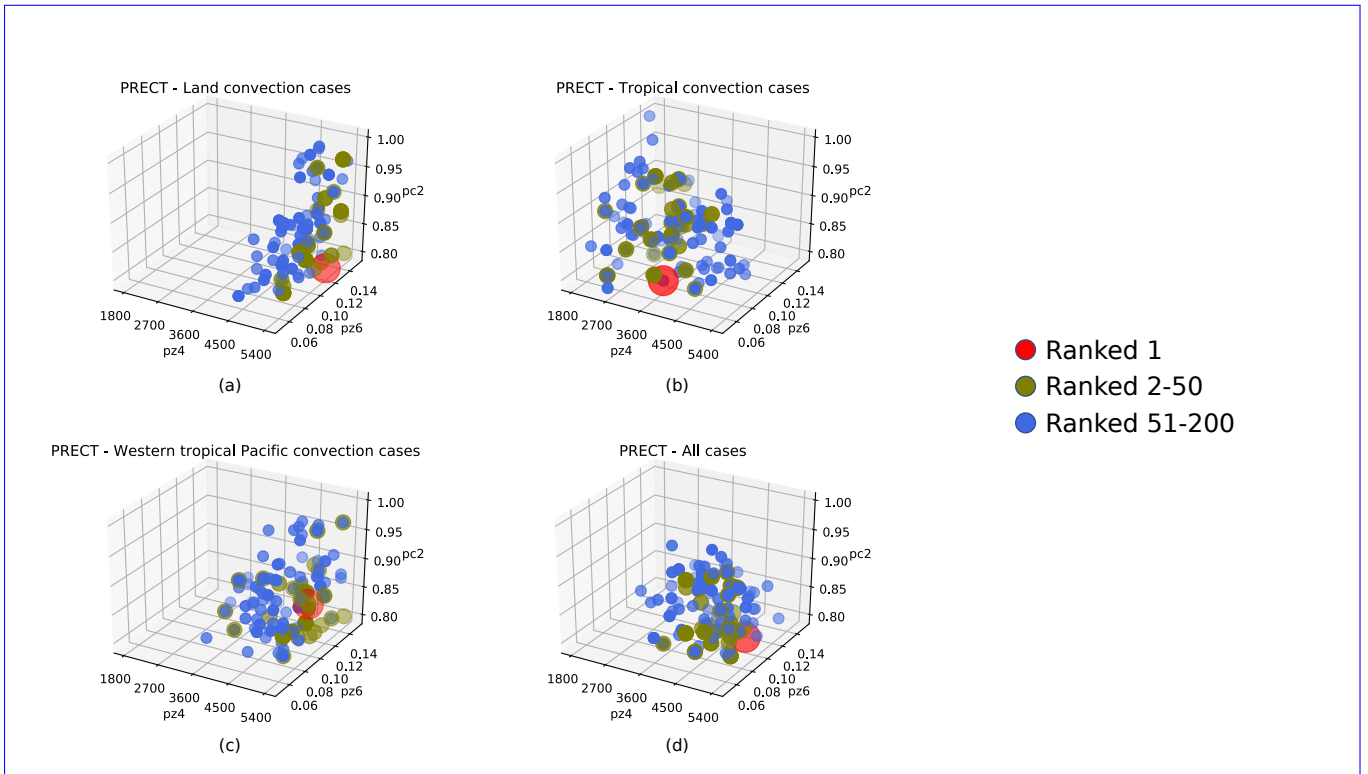 PRECT - Land convection cases
1.00
0.95
0.90
pc2
0.85
0.80
0.14
0.12
0.10
0.08 pz6
0.06
1800
2700
3600
4500
5400
pz4
(a)
PRECT - Tropical convection cases
1.00
0.95
0.90
pc2
0.85
0.80
0.14
0.12
0.10
0.08 pz6
0.06
1800
2700
3600
4500
5400
pz4
(b)
Ranked 1
Ranked 2-50
Ranked 51-200
PRECT - Western tropical Pacific convection cases
1.00
0.95
0.90
pc2
0.85
0.80
0.14
0.12
0.10
0.08 pz6
0.06
1800
2700
3600
4500
5400
pz4
(c)
PRECT - All cases
1.00
0.95
0.90
pc2
0.85
0.80
0.14
0.12
0.10
0.08 pz6
0.06
1800
2700
3600
4500
5400
pz4
(d)